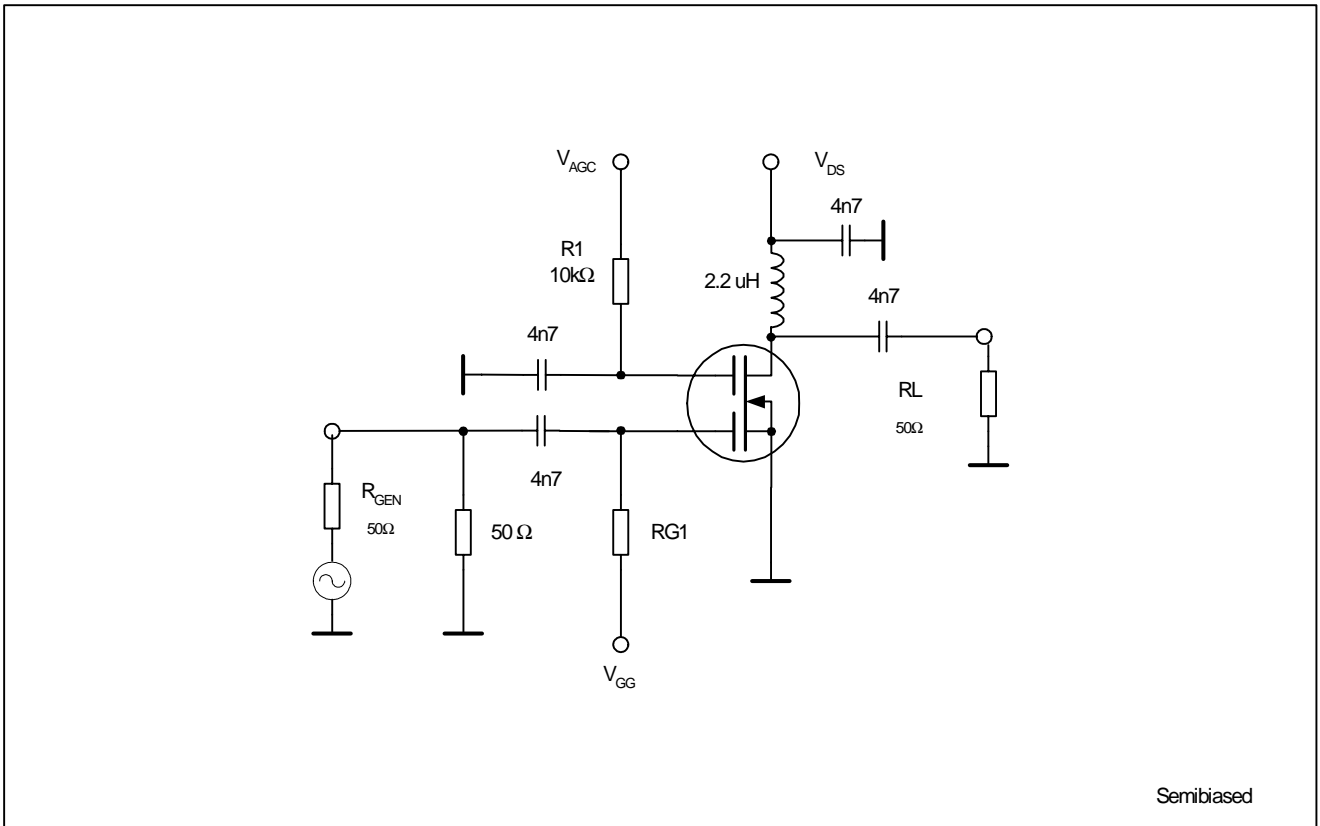 V_AGC
V_DS
4n7
R1
10kΩ
2.2 uH
4n7
4n7
RL
50Ω
4n7
R_GEN
50Ω
50 Ω
RG1
V_GG
Semibiased